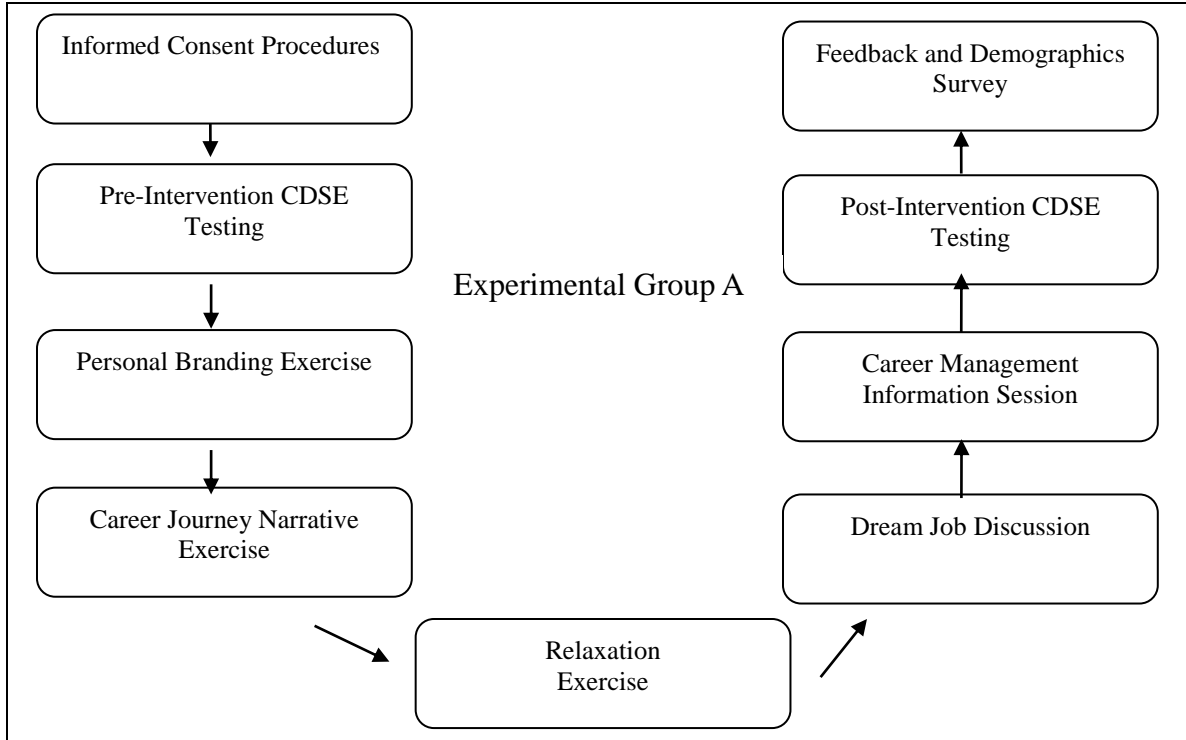 Informed Consent Procedures
Pre-Intervention CDSE
Testing
Personal Branding Exercise
Career Journey Narrative
Exercise
Relaxation
Exercise
Experimental Group A
Dream Job Discussion
Career Management
Information Session
Post-Intervention CDSE
Testing
Feedback and Demographics
Survey